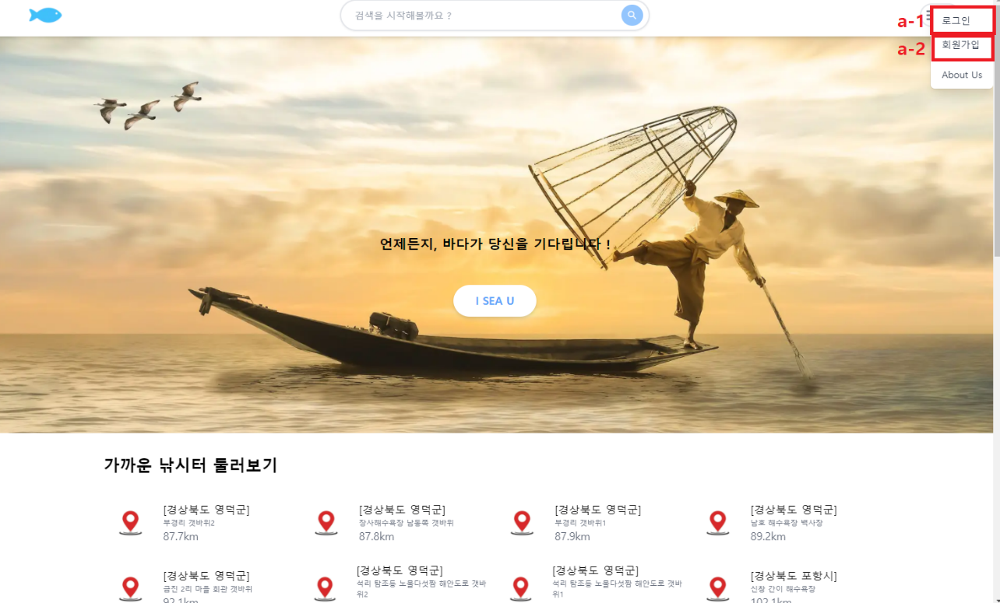 검색을 시작해볼까요 ?
a-1 로그인
a-2 회원가입
About Us
언제든지, 바다가 당신을 기다립니다 !
I SEA U
가까운 낚시터 둘러보기
[경상북도 영덕군]
부경리 갯바위2
87.7km
[경상북도 영덕군]
장사해수욕장 남동쪽 갯바위
87.8km
[경상북도 영덕군]
부경리 갯바위1
87.9km
[경상북도 영덕군]
남호 해수욕장 백사장
89.2km
[경상북도 영덕군]
금진 2리 마을 회관 갯바위
92.1km
[경상북도 영덕군]
석리 탐조등 노물다섯짬 해안도로 갯바
위2
[경상북도 영덕군]
석리 탐조등 노물다섯짬 해안도로 갯바
위1
[경상북도 포항시]
신창 간이 해수욕장
102.1km